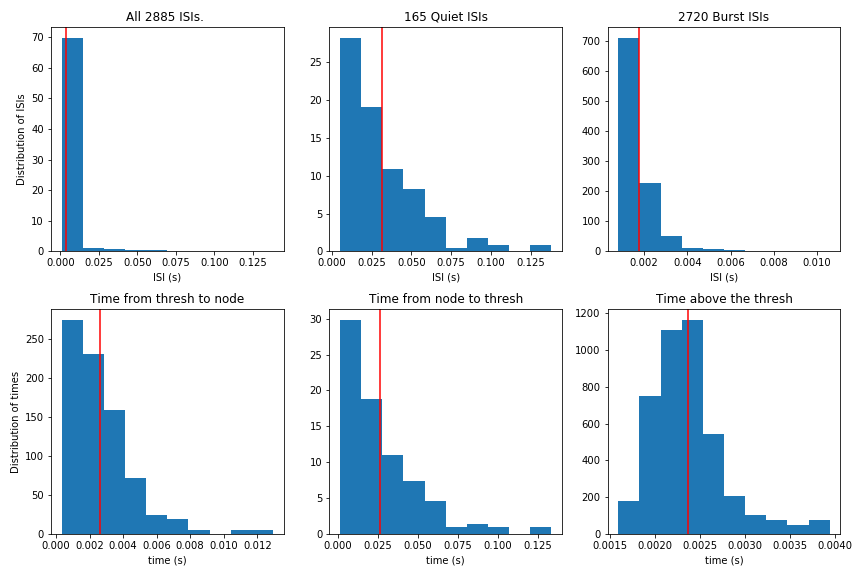 All 2885 ISIs.
165 Quiet ISIs
2720 Burst ISIs
Distribution of ISIs
70
60
50
40
30
20
10
0
0.000 0.025 0.050 0.075 0.100 0.125
ISI (s)
25
20
15
10
5
0
0.000 0.025 0.050 0.075 0.100 0.125
ISI (s)
700
600
500
400
300
200
100
0
0.002 0.004 0.006 0.008 0.010
ISI (s)
Time from thresh to node
Time from node to thresh
Time above the thresh
Distribution of times
250
200
150
100
50
0
0.000 0.002 0.004 0.006 0.008 0.010 0.012
time (s)
30
25
20
15
10
5
0
0.000 0.025 0.050 0.075 0.100 0.125
time (s)
1200
1000
800
600
400
200
0
0.0015 0.0020 0.0025 0.0030 0.0035 0.0040
time (s)